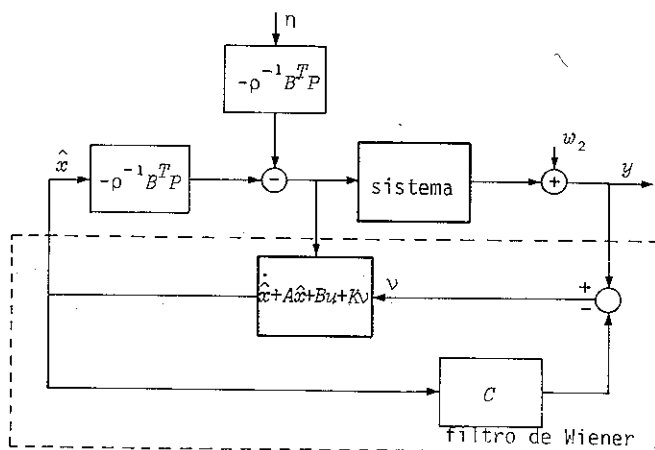 η
-ρ⁻¹BᵀP
x̂
-ρ⁻¹BᵀP
-
sistema
w₂
+
y
ẋ̂+Ax̂+Bu+Kν
ν
+
-
C
filtro de Wiener